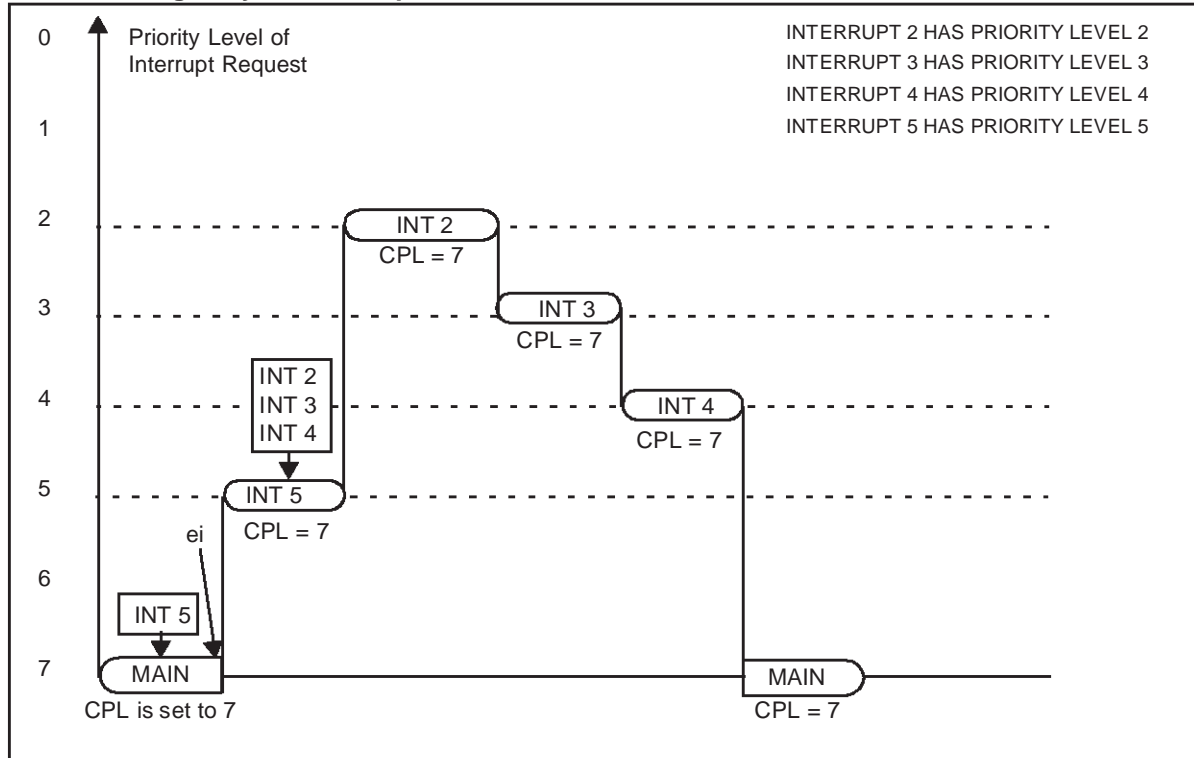 0
Priority Level of
Interrupt Request
INTERRUPT 2 HAS PRIORITY LEVEL 2
INTERRUPT 3 HAS PRIORITY LEVEL 3
INTERRUPT 4 HAS PRIORITY LEVEL 4
INTERRUPT 5 HAS PRIORITY LEVEL 5
1
2
INT 2
CPL = 7
3
INT 3
CPL = 7
INT 2
INT 3
INT 4
4
INT 4
CPL = 7
5
INT 5
CPL = 7
ei
6
INT 5
7
MAIN
CPL is set to 7
MAIN
CPL = 7